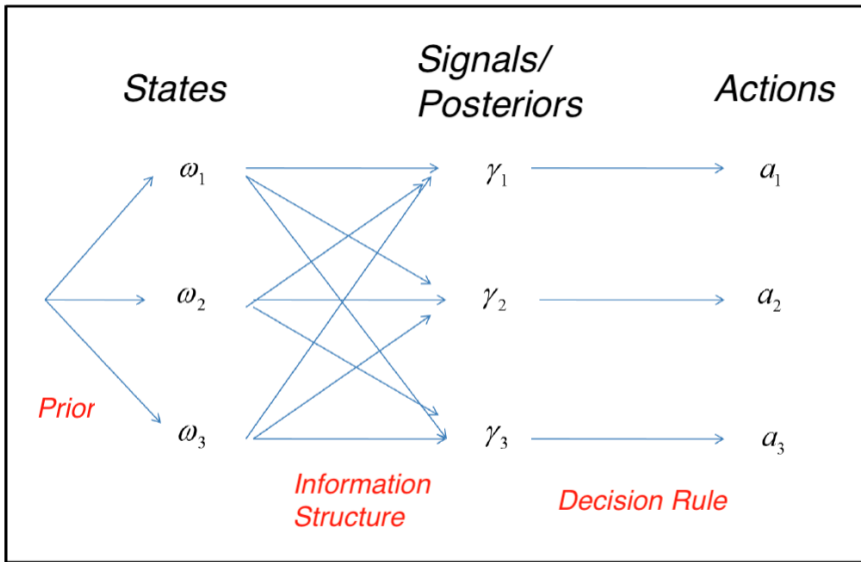 States
Signals/
Posteriors
Actions
ω₁
γ₁
a₁
ω₂
γ₂
a₂
Prior
ω₃
γ₃
a₃
Information
Structure
Decision Rule